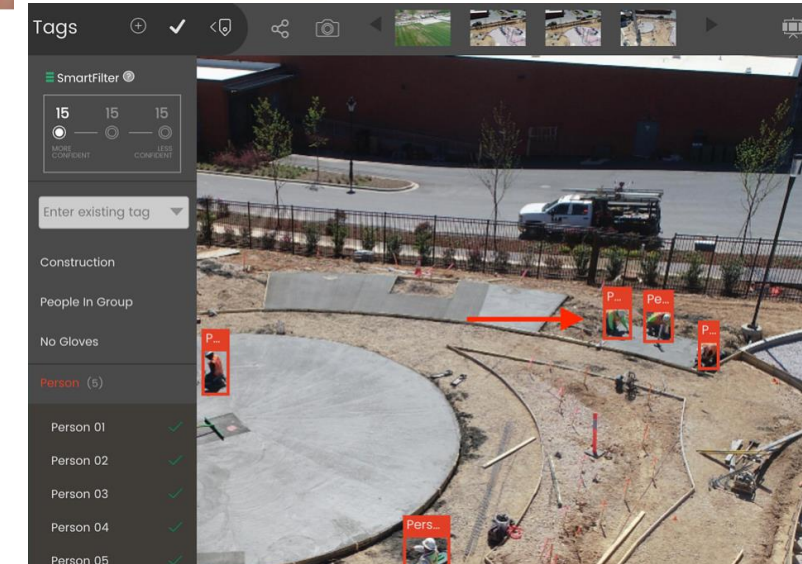 Tags
SmartFilter
15 15 15
MORE CONFIDENT LESS CONFIDENT
Enter existing tag
Construction
People In Group
No Gloves
Person (5)
Person 01
Person 02
Person 03
Person 04
Person 05
P...
Pe...
P...
P...
Pers...